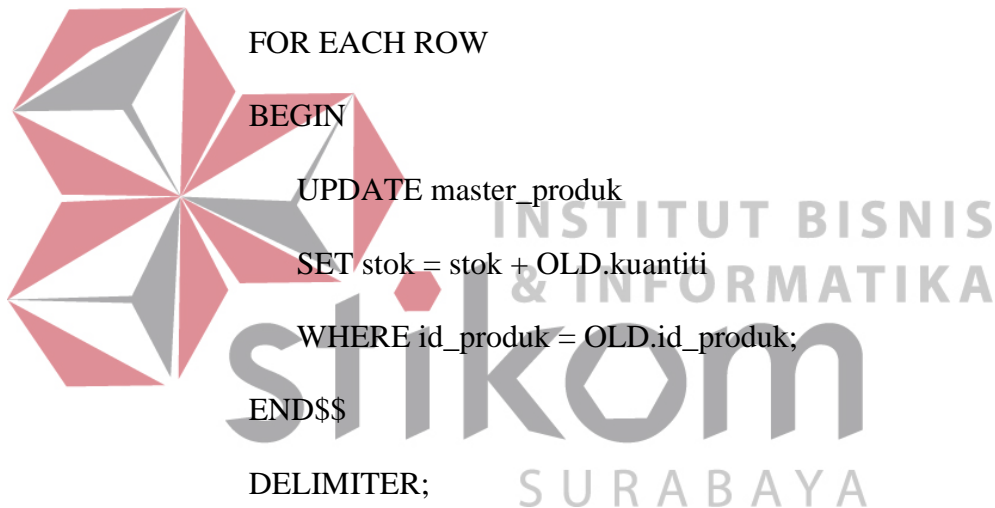 FOR EACH ROW
BEGIN
UPDATE master_produk
INSTITUT BISNIS
SET stok = stok + OLD.kuantiti
& INFORMATIKA
WHERE id_produk = OLD.id_produk;
stikom
END$$
DELIMITER;
SURABAYA